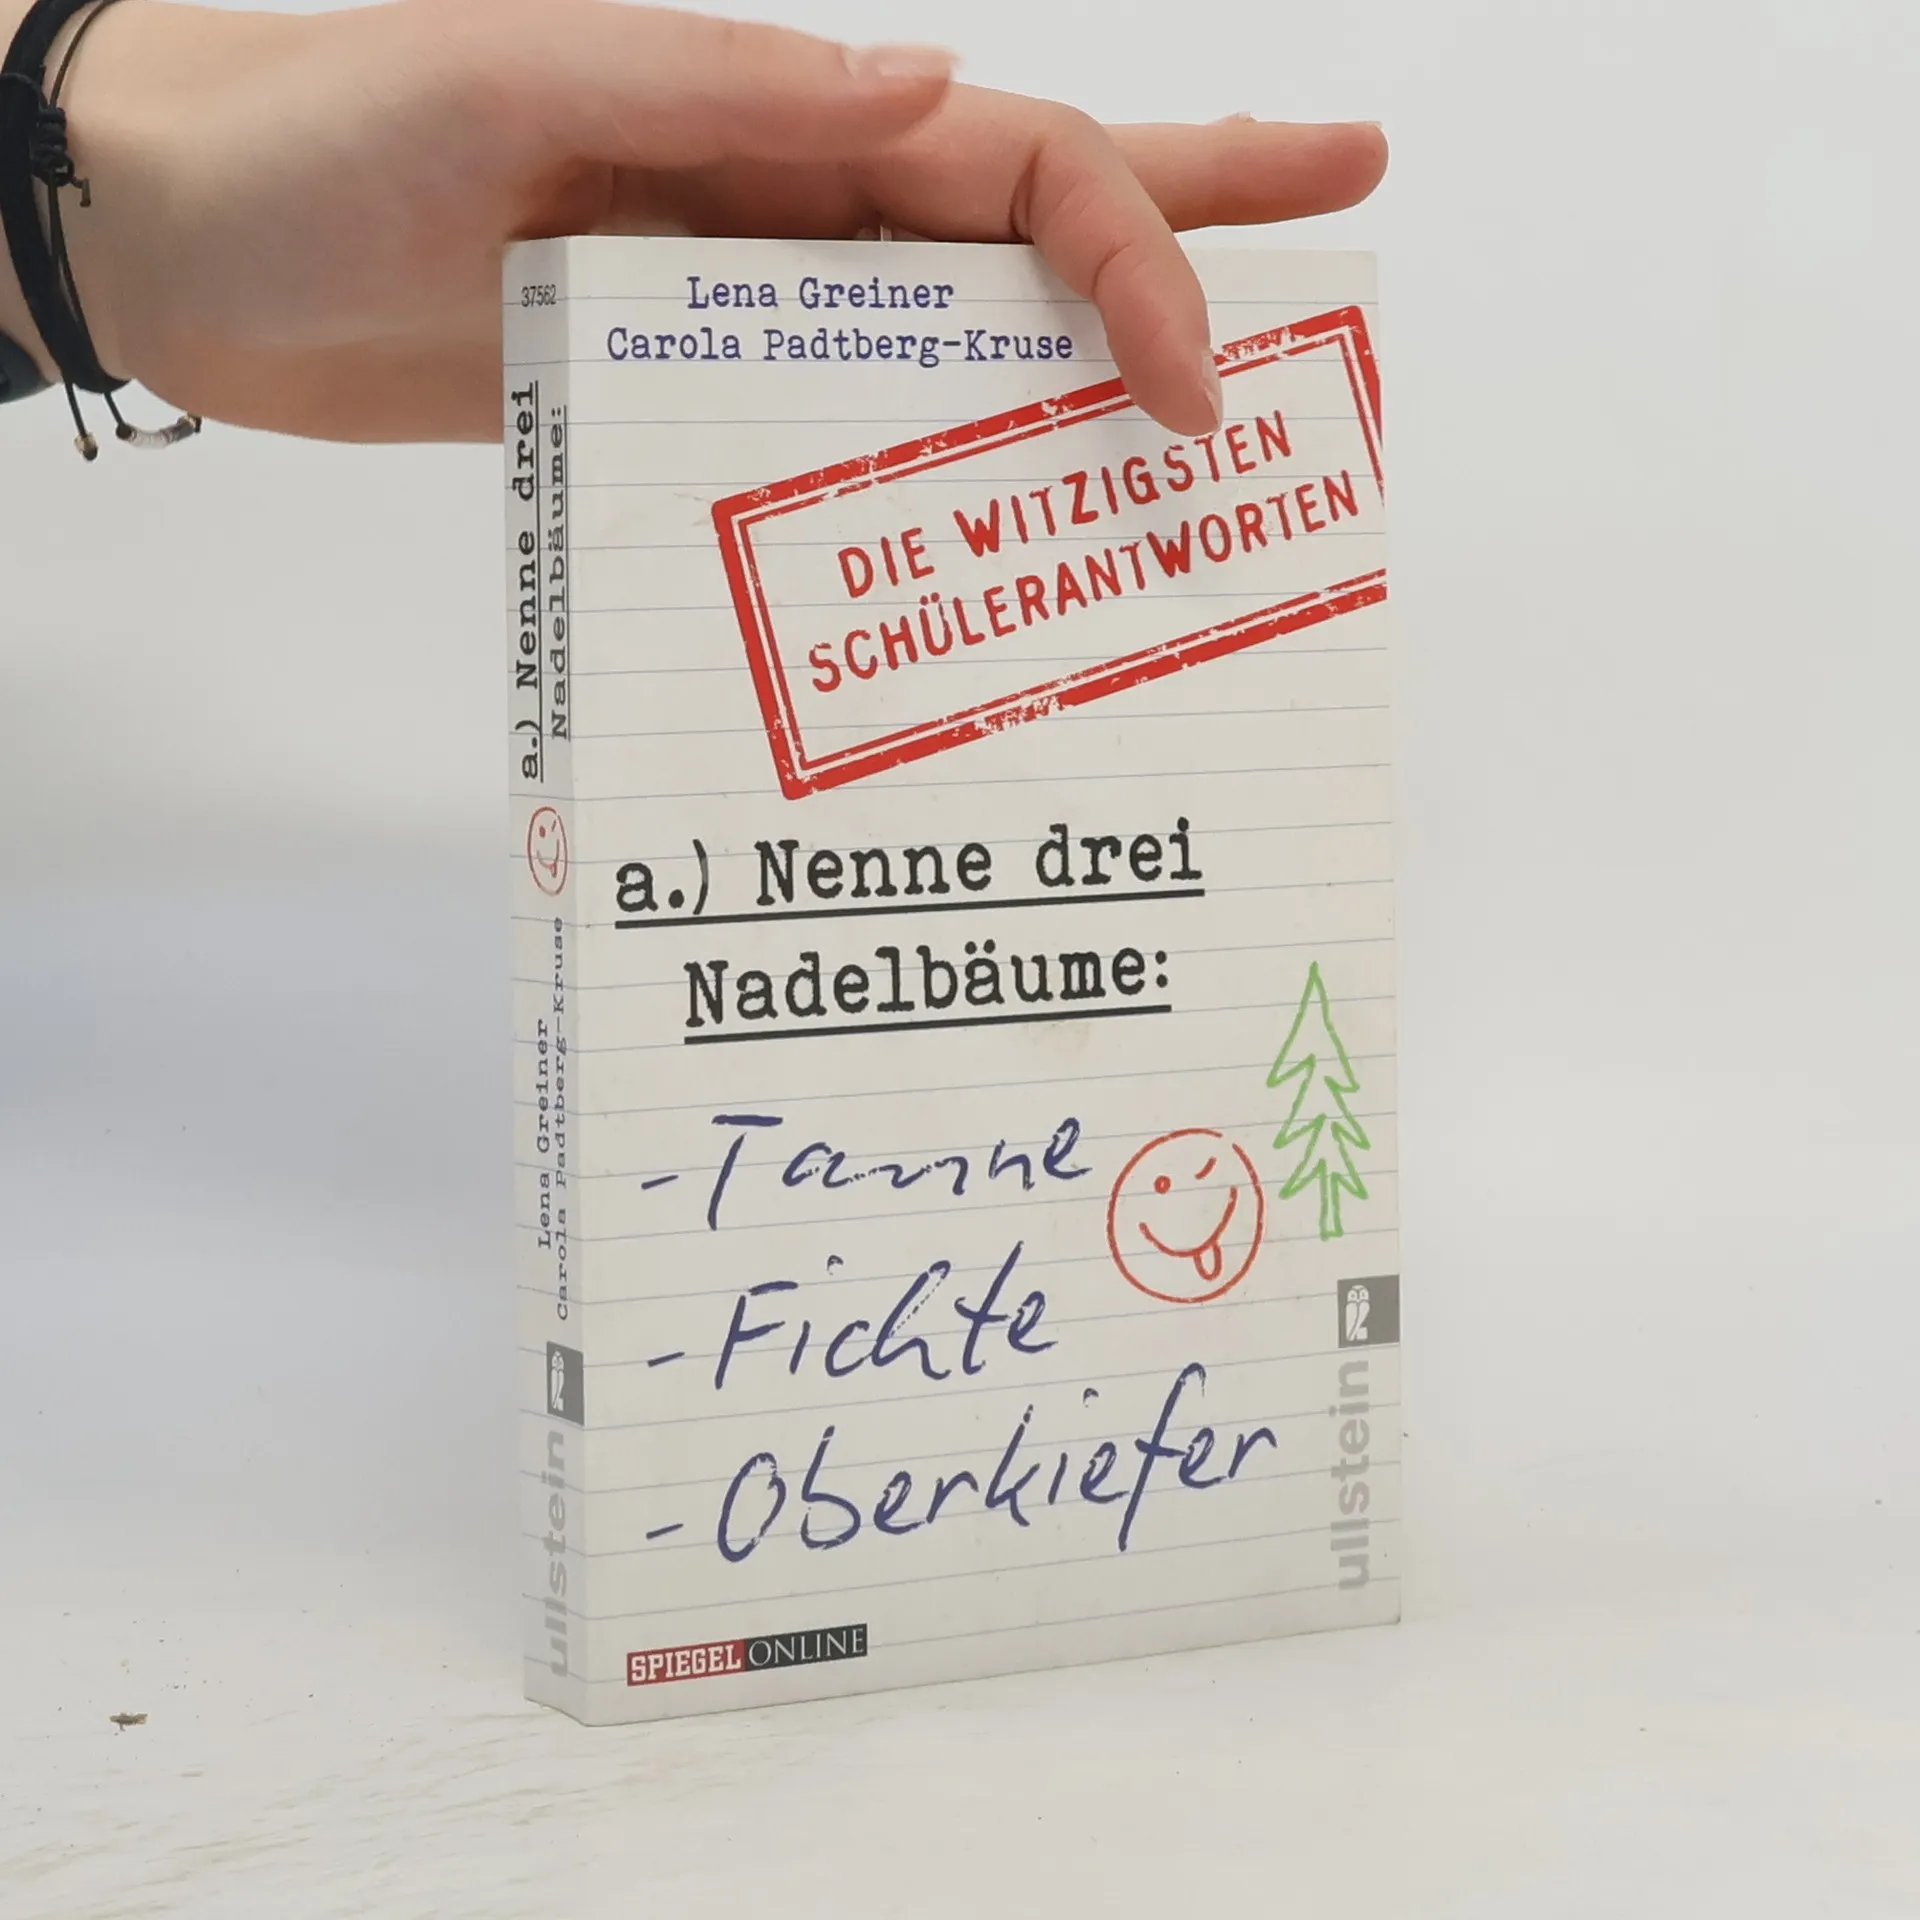 37562
a.) Nenne drei
Nadelbäume:
Lena Greiner
Carola Padtberg-Kruse
ullstein
Lena Greiner
Carola Padtberg-Kruse
DIE WITZIGSTEN
SCHÜLERANTWORTEN
a.) Nenne drei
Nadelbäume:
- Tanne
- Fichte
- Oberkiefer
ullstein
SPIEGEL ONLINE